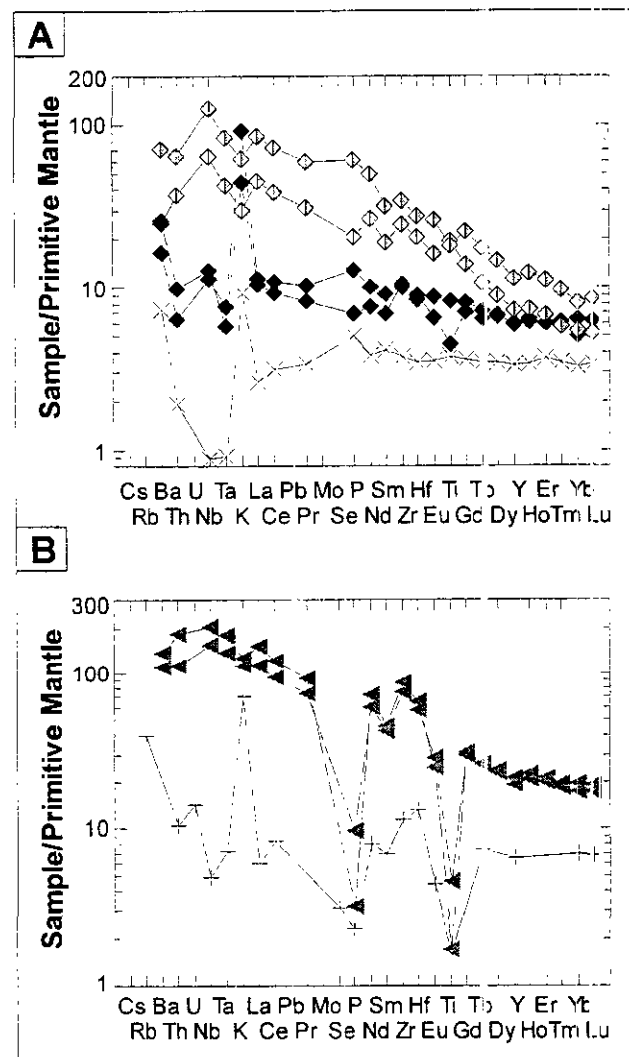 A
200
100
10
1
Sample/Primitive Mantle
Cs Ba U Ta La Pb Mo P Sm Hf Ti Tb Y Er Yb
Rb Th Nb K Ce Pr Se Nd Zr Eu Gd Dy Ho Tm Lu
B
300
100
10
1
Sample/Primitive Mantle
Cs Ba U Ta La Pb Mo P Sm Hf Ti Tb Y Er Yb
Rb Th Nb K Ce Pr Se Nd Zr Eu Gd Dy Ho Tm Lu